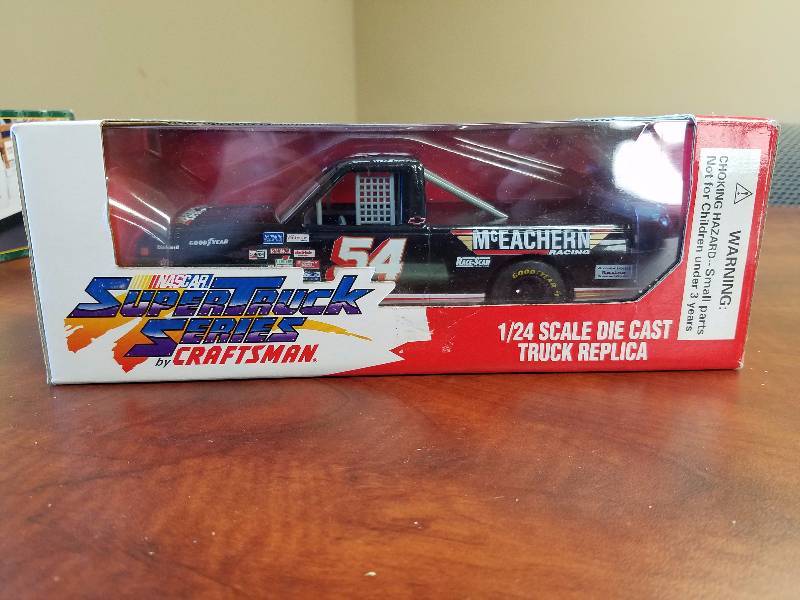 GOODYEAR
54
McEACHERN
RACING
RACE-SCAN
GOODYEAR
NASCAR
SUPERTRUCK
SERIES
by CRAFTSMAN
1/24 SCALE DIE CAST
TRUCK REPLICA
WARNING:
CHOKING HAZARD--Small parts
Not for Children under 3 years